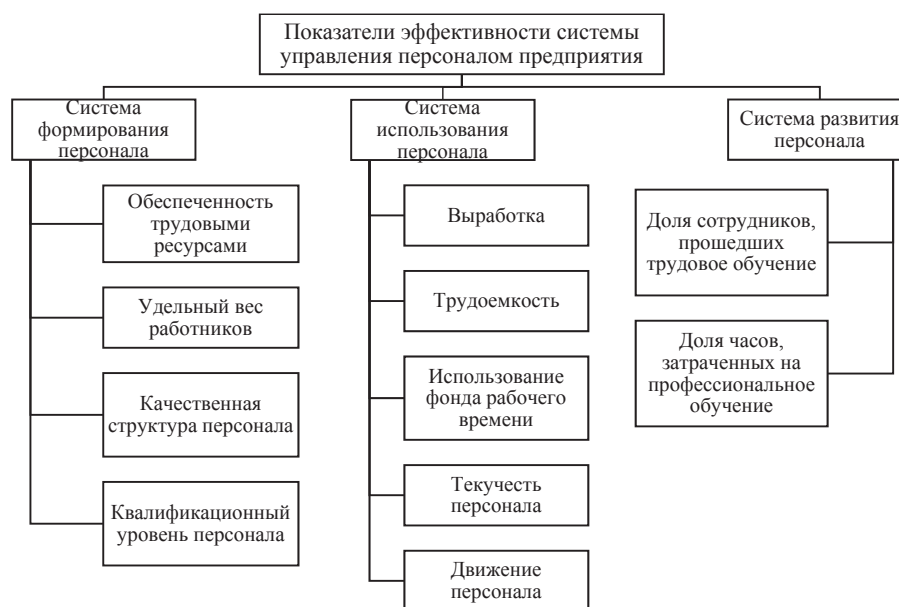 Показатели эффективности системы
управления персоналом предприятия
Система
формирования
персонала
Обеспеченность
трудовыми
ресурсами
Удельный вес
работников
Качественная
структура персонала
Квалификационный
уровень персонала
Система
использования
персонала
Выработка
Трудоемкость
Использование
фонда рабочего
времени
Текучесть
персонала
Движение
персонала
Система развития
персонала
Доля сотрудников,
прошедших
трудовое обучение
Доля часов,
затраченных на
профессиональное
обучение